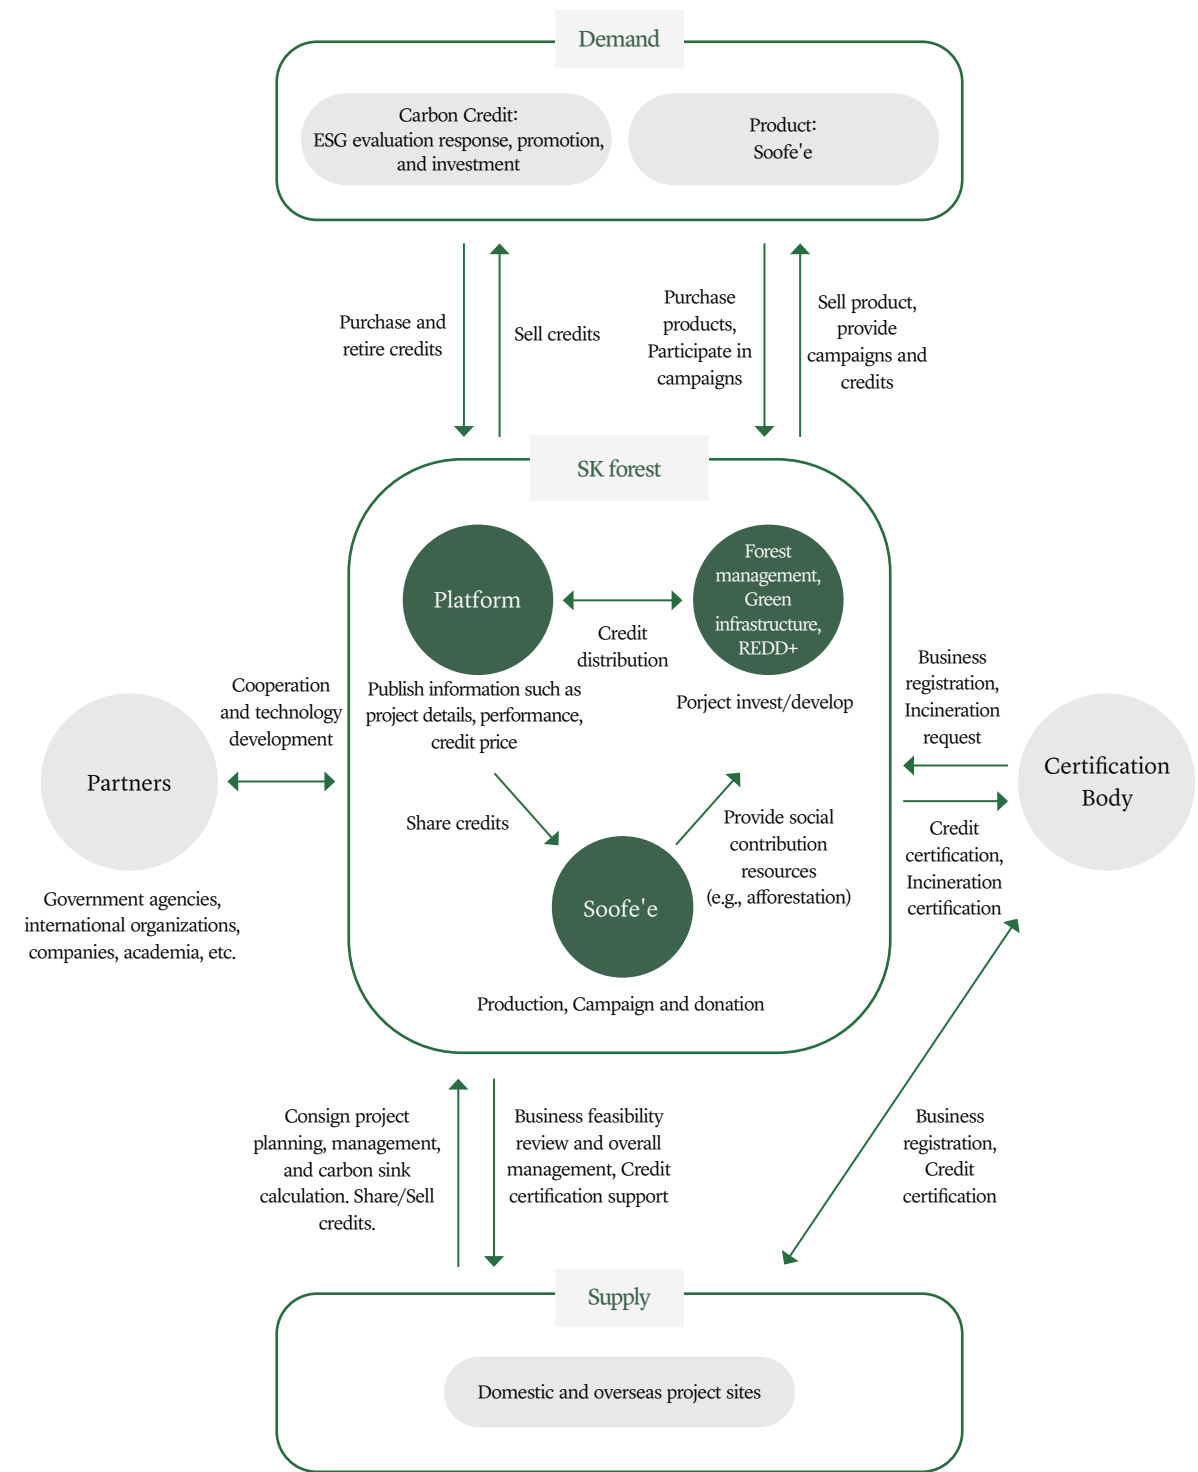 Demand
Carbon Credit:
ESG evaluation response, promotion,
and investment
Product:
Soofe'e
Purchase and
retire credits
Sell credits
Purchase
products,
Participate in
campaigns
Sell product,
provide
campaigns and
credits
SK forest
Platform
Credit
distribution
Forest
management,
Green
infrastructure,
REDD+
Publish information such as
project details, performance,
credit price
Porject invest/develop
Share credits
Provide social
contribution
resources
(e.g., afforestation)
Soofe'e
Production, Campaign and donation
Cooperation
and technology
development
Partners
Government agencies,
international organizations,
companies, academia, etc.
Business
registration,
Incineration
request
Certification
Body
Credit
certification,
Incineration
certification
Consign project
planning, management,
and carbon sink
calculation. Share/Sell
credits.
Business feasibility
review and overall
management, Credit
certification support
Business
registration,
Credit
certification
Supply
Domestic and overseas project sites